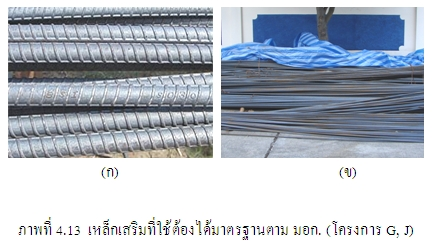 (ก) (ข)
ภาพที่ 4.13 เหล็กเสริมที่ใช้ต้องได้มาตรฐานตาม มอก. (โครงการ G, J)